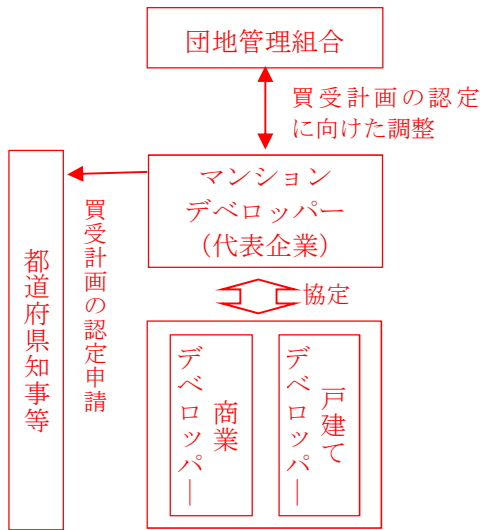 団地管理組合
買受計画の認定
に向けた調整
マンション
デベロッパー
（代表企業）
買受計画の認定申請
都道府県知事等
協定
商業
デベロッパー
戸建て
デベロッパー